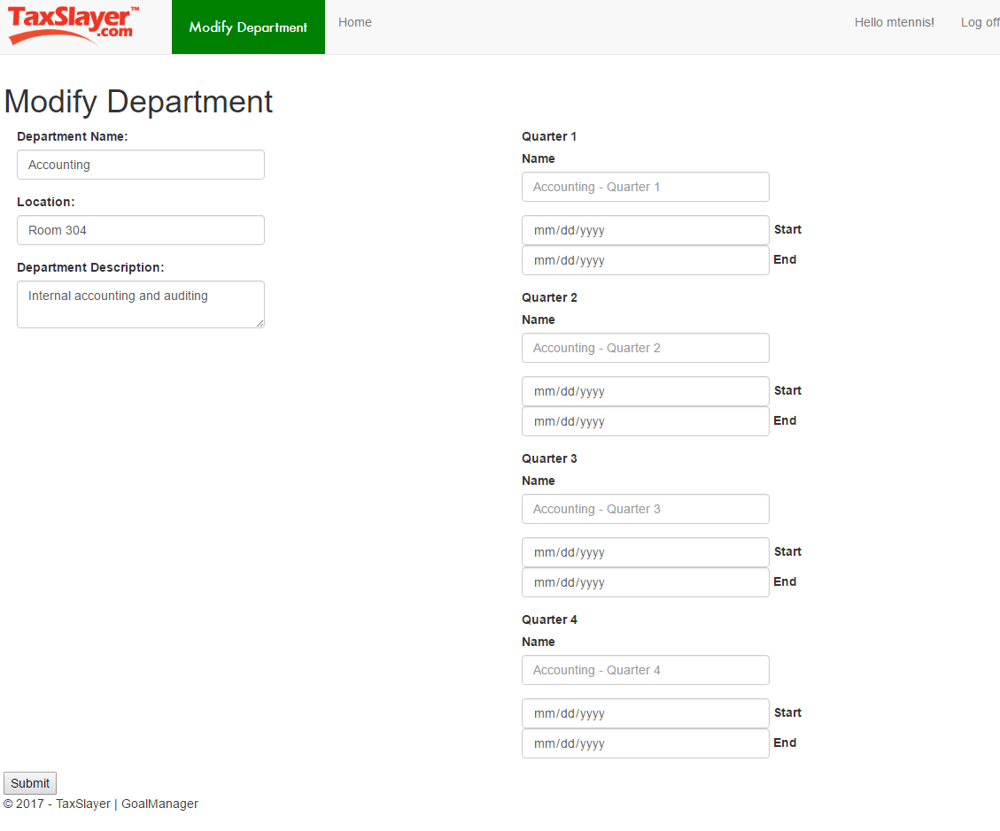 TaxSlayer™
.com
Modify Department
Home
Hello mtennis!
Log off
Modify Department
Department Name:
Accounting
Location:
Room 304
Department Description:
Internal accounting and auditing
Quarter 1
Name
Accounting - Quarter 1
mm/dd/yyyy Start
mm/dd/yyyy End
Quarter 2
Name
Accounting - Quarter 2
mm/dd/yyyy Start
mm/dd/yyyy End
Quarter 3
Name
Accounting - Quarter 3
mm/dd/yyyy Start
mm/dd/yyyy End
Quarter 4
Name
Accounting - Quarter 4
mm/dd/yyyy Start
mm/dd/yyyy End
Submit
© 2017 - TaxSlayer | GoalManager